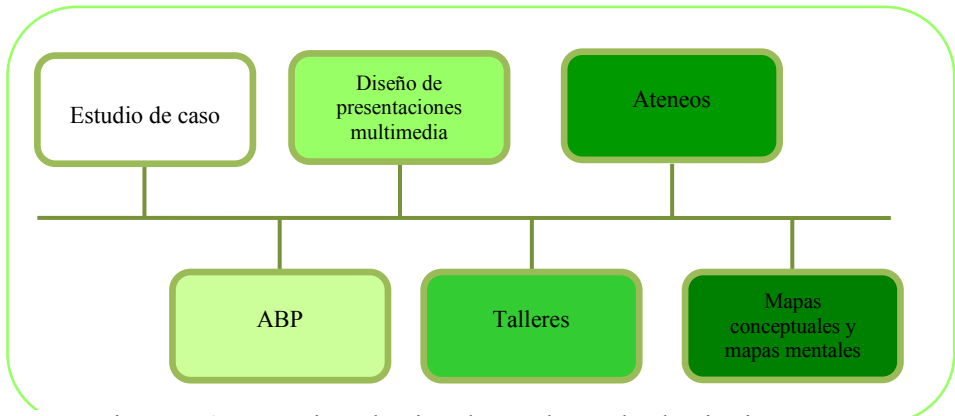 Estudio de caso
Diseño de
presentaciones
multimedia
Ateneos
ABP
Talleres
Mapas
conceptuales y
mapas mentales